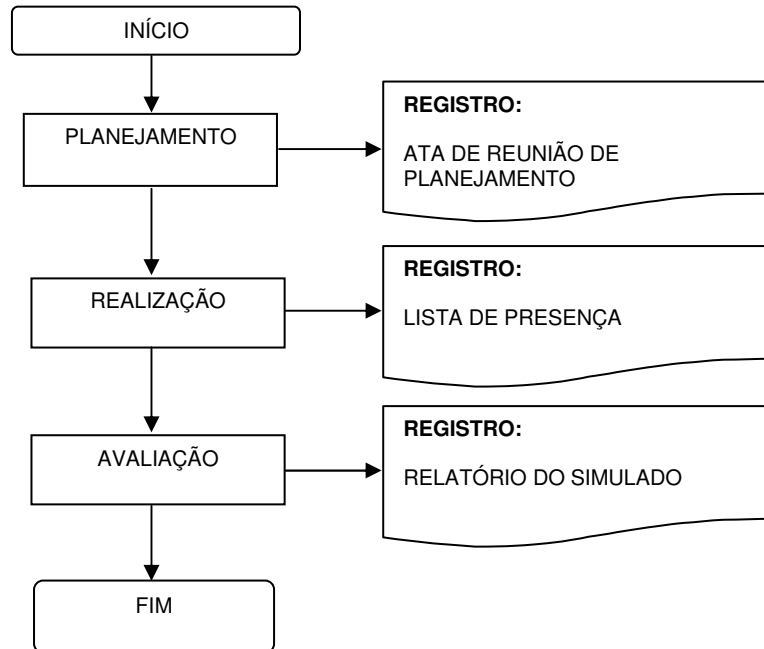 INÍCIO
PLANEJAMENTO
REGISTRO:
ATA DE REUNIÃO DE
PLANEJAMENTO
REALIZAÇÃO
REGISTRO:
LISTA DE PRESENÇA
AVALIAÇÃO
REGISTRO:
RELATÓRIO DO SIMULADO
FIM